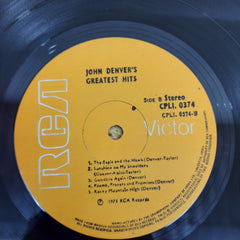 JOHN DENVER'S
GREATEST HITS
SIDE B Stereo
CPL1. 0374
CPL1. 0374-B
RCA
Victor
1. The Eagle and the Hawk (Denver-Taylor)
2. Sunshine on My Shoulders
(Denver-Kniss-Taylor)
3. Goodbye Again (Denver)
4. Poems, Prayers and Promises (Denver)
5. Rocky Mountain High (Denver)
RCA Records